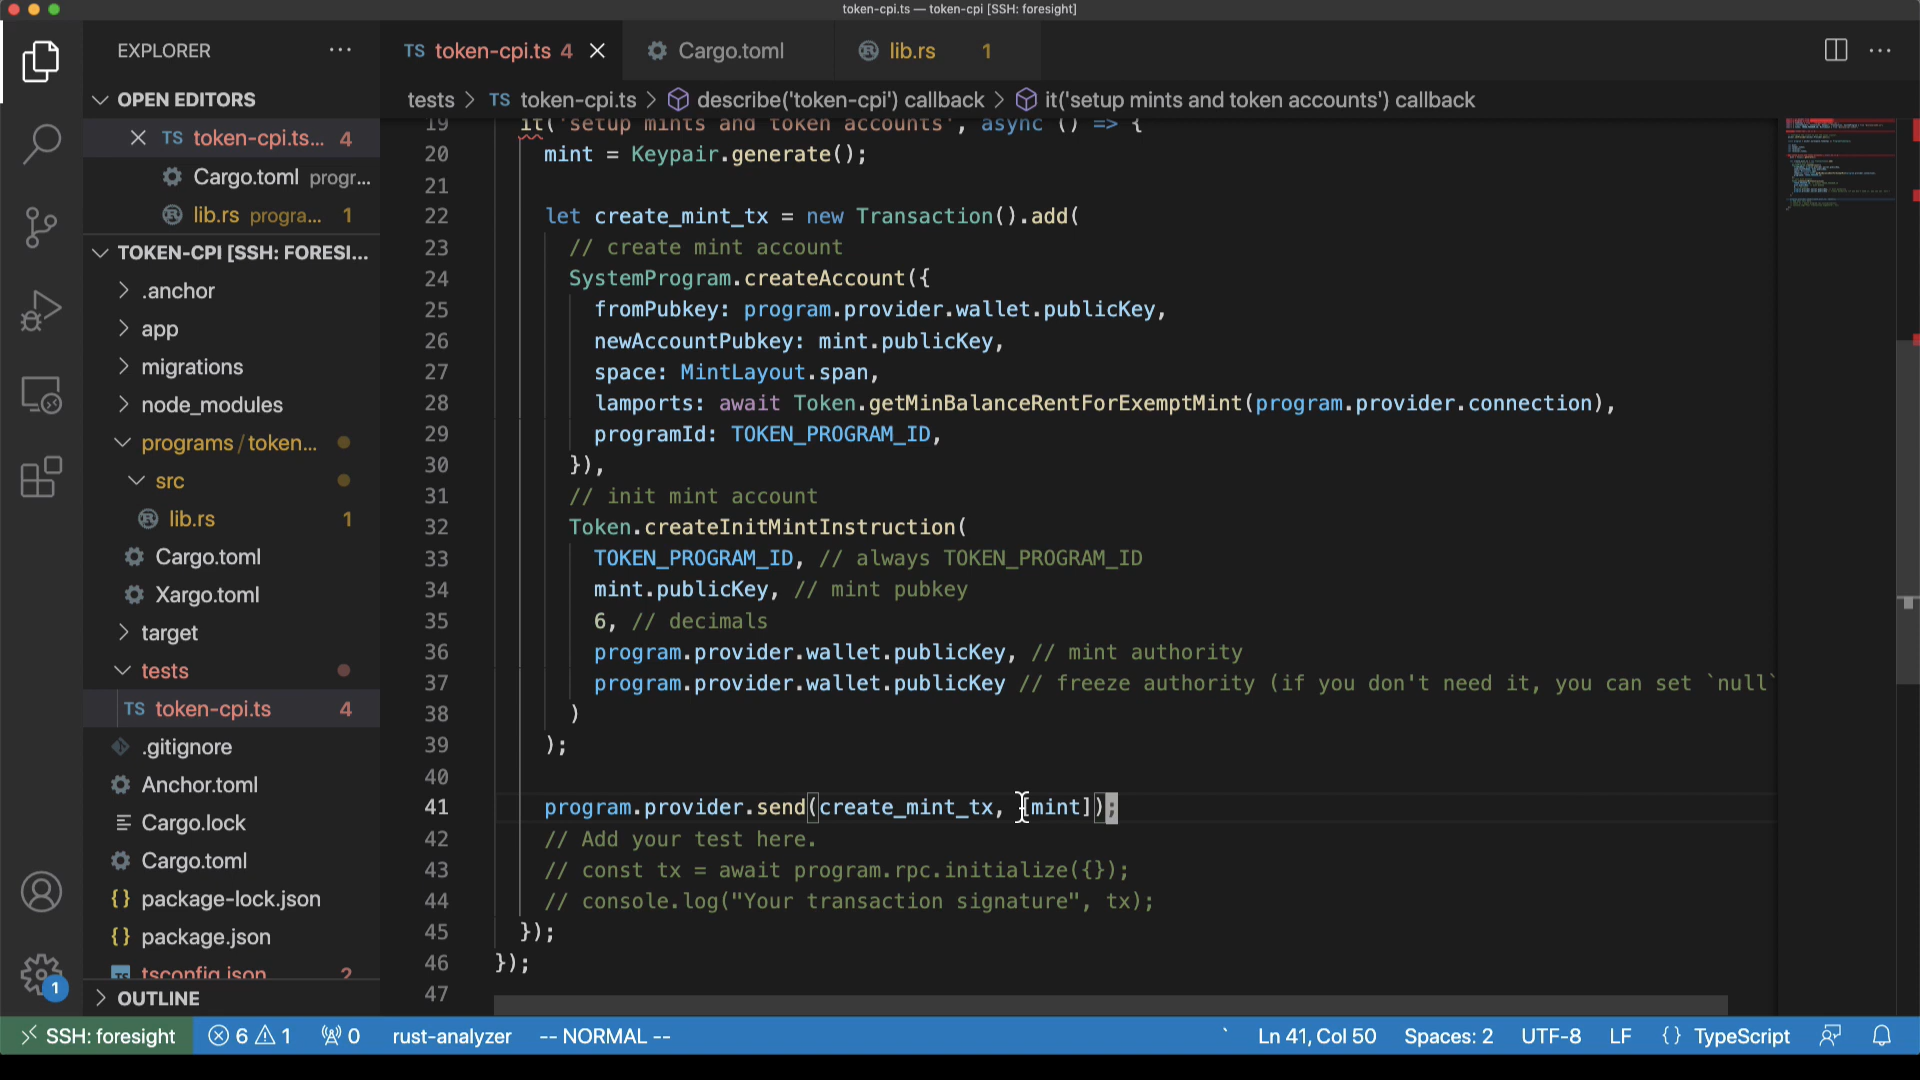 token-cpi.ts — token-cpi [SSH: foresight]
EXPLORER
TS token-cpi.ts 4
Cargo.toml
lib.rs 1
OPEN EDITORS
tests > TS token-cpi.ts > describe('token-cpi') callback > it('setup mints and token accounts') callback
TS token-cpi.ts... 4
Cargo.toml progr...
lib.rs progra... 1
TOKEN-CPI [SSH: FORESI...
.anchor
app
migrations
node_modules
programs / token...
src
lib.rs 1
Cargo.toml
Xargo.toml
target
tests
TS token-cpi.ts 4
.gitignore
Anchor.toml
Cargo.lock
Cargo.toml
{} package-lock.json
{} package.json
TS tsconfig.json 2
OUTLINE
1
19 it('setup mints and token accounts', async () => {
20 mint = Keypair.generate();
21
22 let create_mint_tx = new Transaction().add(
23 // create mint account
24 SystemProgram.createAccount({
25 fromPubkey: program.provider.wallet.publicKey,
26 newAccountPubkey: mint.publicKey,
27 space: MintLayout.span,
28 lamports: await Token.getMinBalanceRentForExemptMint(program.provider.connection),
29 programId: TOKEN_PROGRAM_ID,
30 }),
31 // init mint account
32 Token.createInitMintInstruction(
33 TOKEN_PROGRAM_ID, // always TOKEN_PROGRAM_ID
34 mint.publicKey, // mint pubkey
35 6, // decimals
36 program.provider.wallet.publicKey, // mint authority
37 program.provider.wallet.publicKey // freeze authority (if you don't need it, you can set `null`
38 )
39 );
40
41 program.provider.send(create_mint_tx, [mint]);
42 // Add your test here.
43 // const tx = await program.rpc.initialize({});
44 // console.log("Your transaction signature", tx);
45 });
46 });
47
SSH: foresight 6 1 0 rust-analyzer -- NORMAL -- ` Ln 41, Col 50 Spaces: 2 UTF-8 LF {} TypeScript